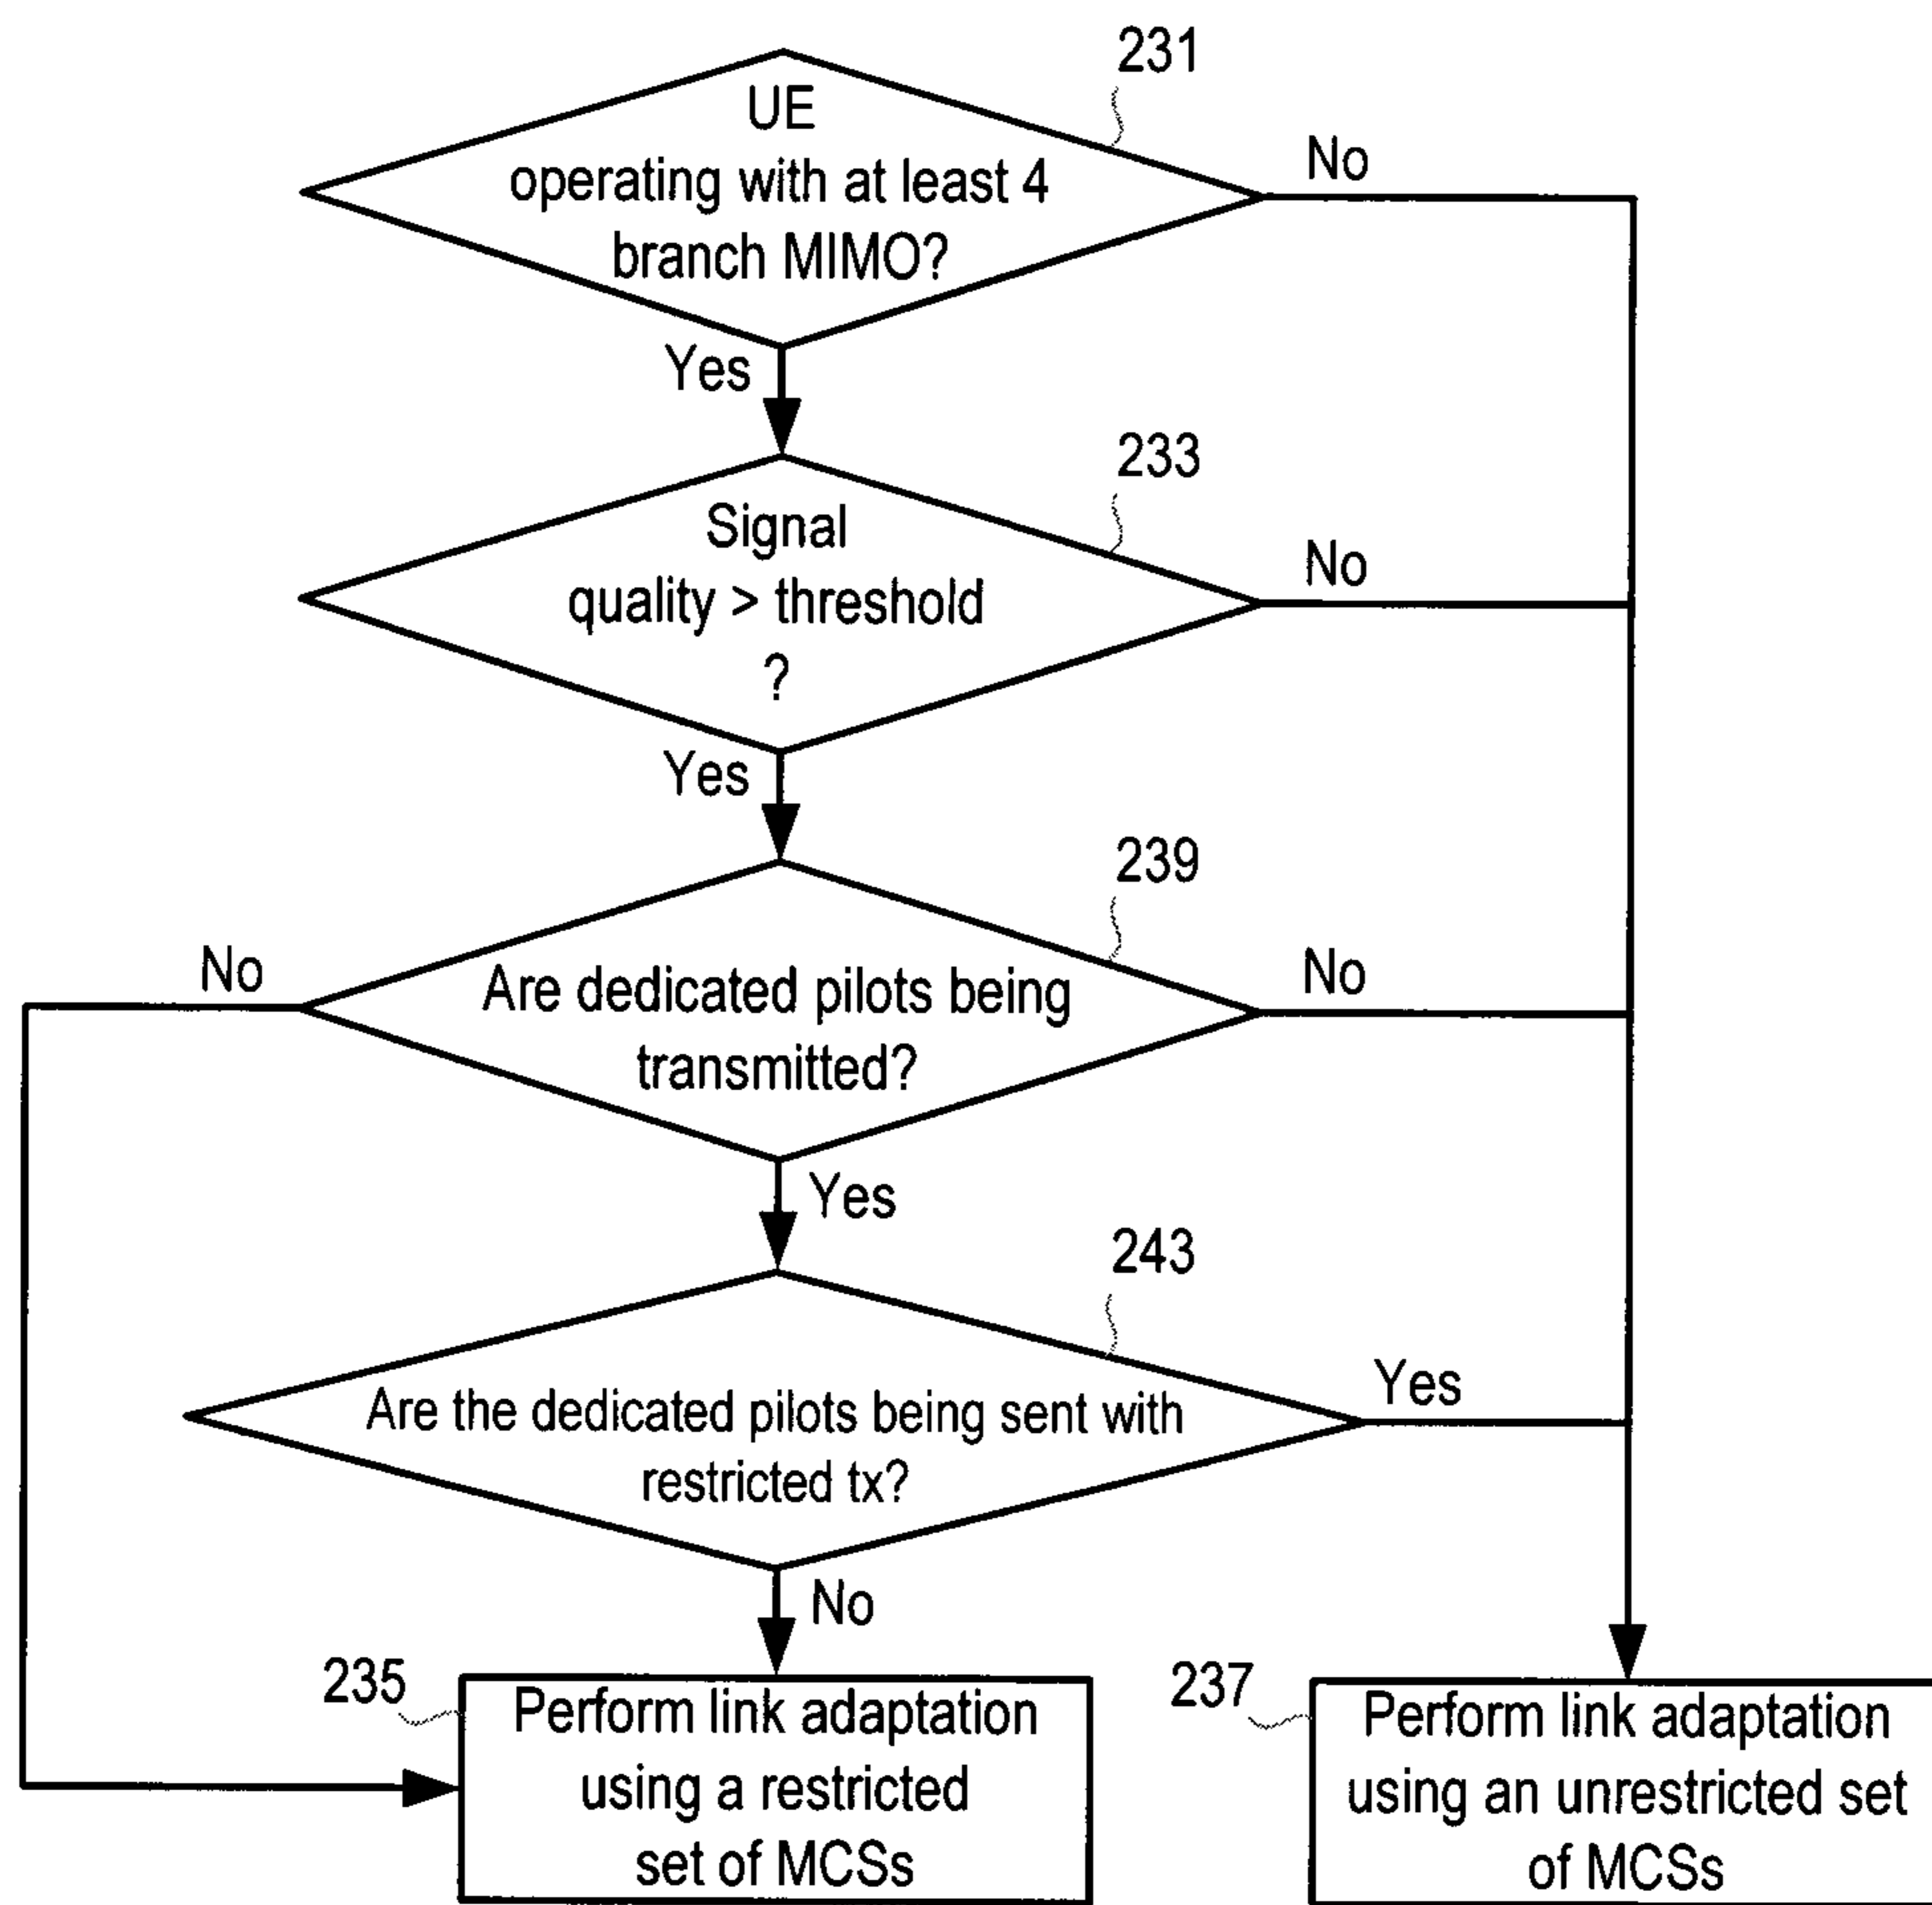 231
UE
operating with at least 4
branch MIMO?
No
Yes
233
Signal
quality > threshold
?
No
Yes
239
No
Are dedicated pilots being
transmitted?
No
Yes
243
Are the dedicated pilots being sent with
restricted tx?
Yes
No
235
Perform link adaptation
using a restricted
set of MCSs
237
Perform link adaptation
using an unrestricted set
of MCSs